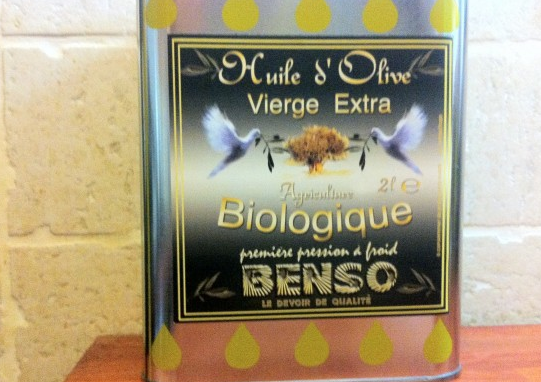 Huile d'Olive
Vierge Extra
2l e
Agriculture
Biologique
première pression à froid
BENSO
LE DEVOIR DE QUALITÉ